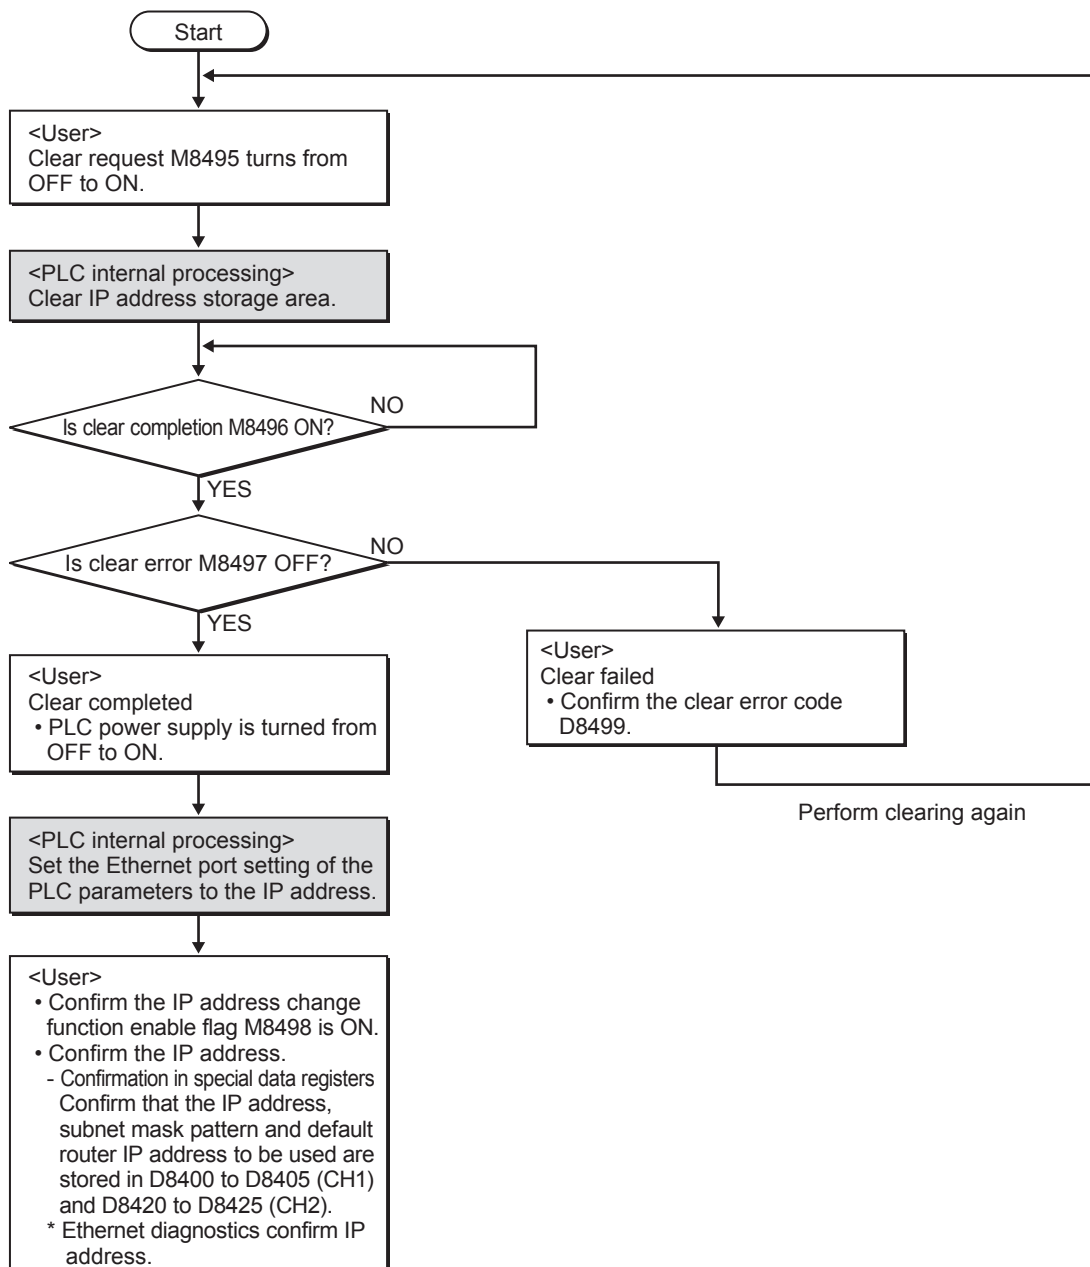 Start
<User>
Clear request M8495 turns from
OFF to ON.
<PLC internal processing>
Clear IP address storage area.
NO
Is clear completion M8496 ON?
YES
NO
Is clear error M8497 OFF?
YES
<User>
Clear completed
• PLC power supply is turned from
OFF to ON.
<User>
Clear failed
• Confirm the clear error code
D8499.
Perform clearing again
<PLC internal processing>
Set the Ethernet port setting of the
PLC parameters to the IP address.
<User>
• Confirm the IP address change
function enable flag M8498 is ON.
• Confirm the IP address.
- Confirmation in special data registers
Confirm that the IP address,
subnet mask pattern and default
router IP address to be used are
stored in D8400 to D8405 (CH1)
and D8420 to D8425 (CH2).
* Ethernet diagnostics confirm IP
address.